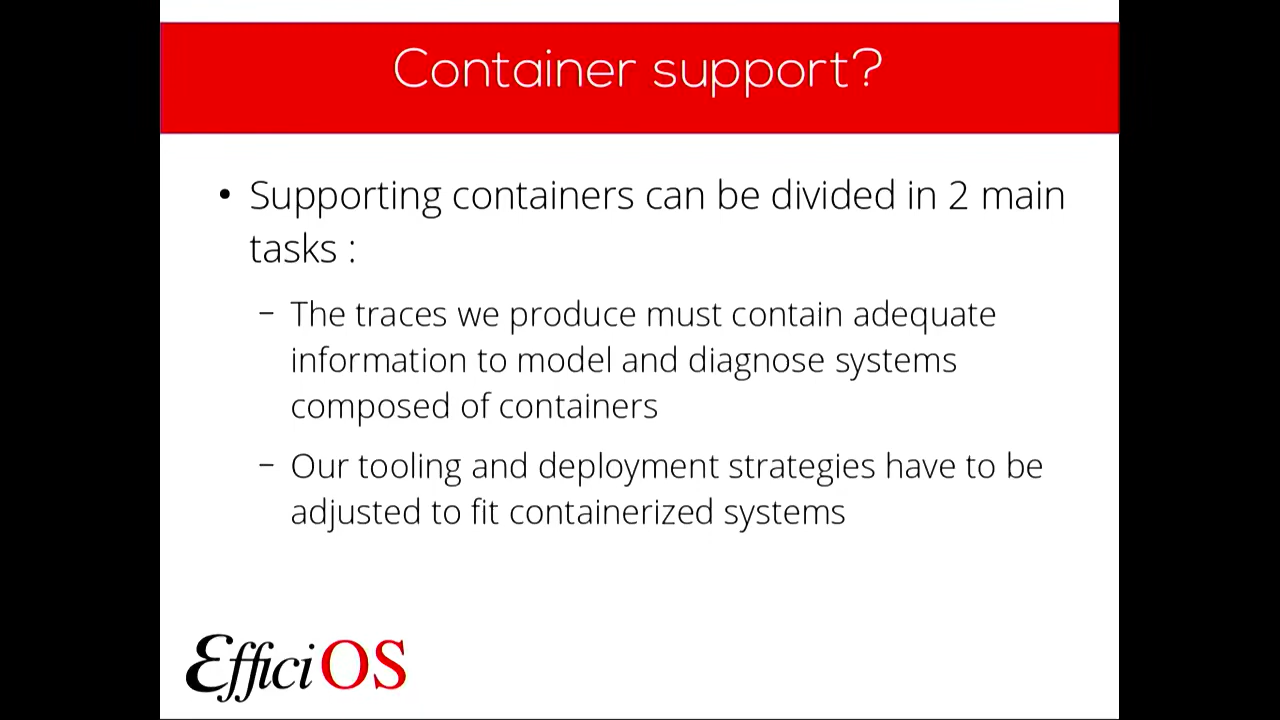 Container support?
• Supporting containers can be divided in 2 main
tasks :
– The traces we produce must contain adequate
information to model and diagnose systems
composed of containers
– Our tooling and deployment strategies have to be
adjusted to fit containerized systems
EfficiOS